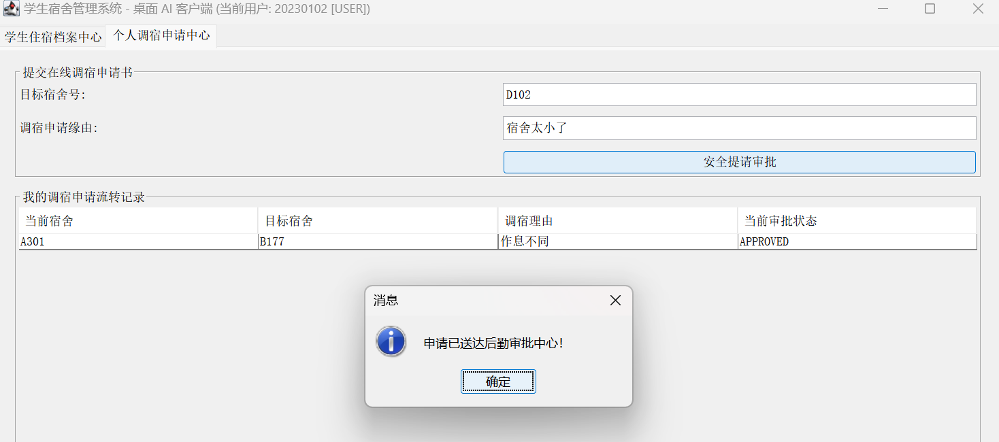 学生宿舍管理系统 - 桌面 AI 客户端 (当前用户: 20230102 [USER])
学生住宿档案中心 个人调宿申请中心
提交在线调宿申请书
目标宿舍号: D102
调宿申请缘由: 宿舍太小了
安全提请审批
我的调宿申请流转记录
当前宿舍 目标宿舍 调宿理由 当前审批状态
A301 B177 作息不同 APPROVED
消息
申请已送达后勤审批中心!
确定